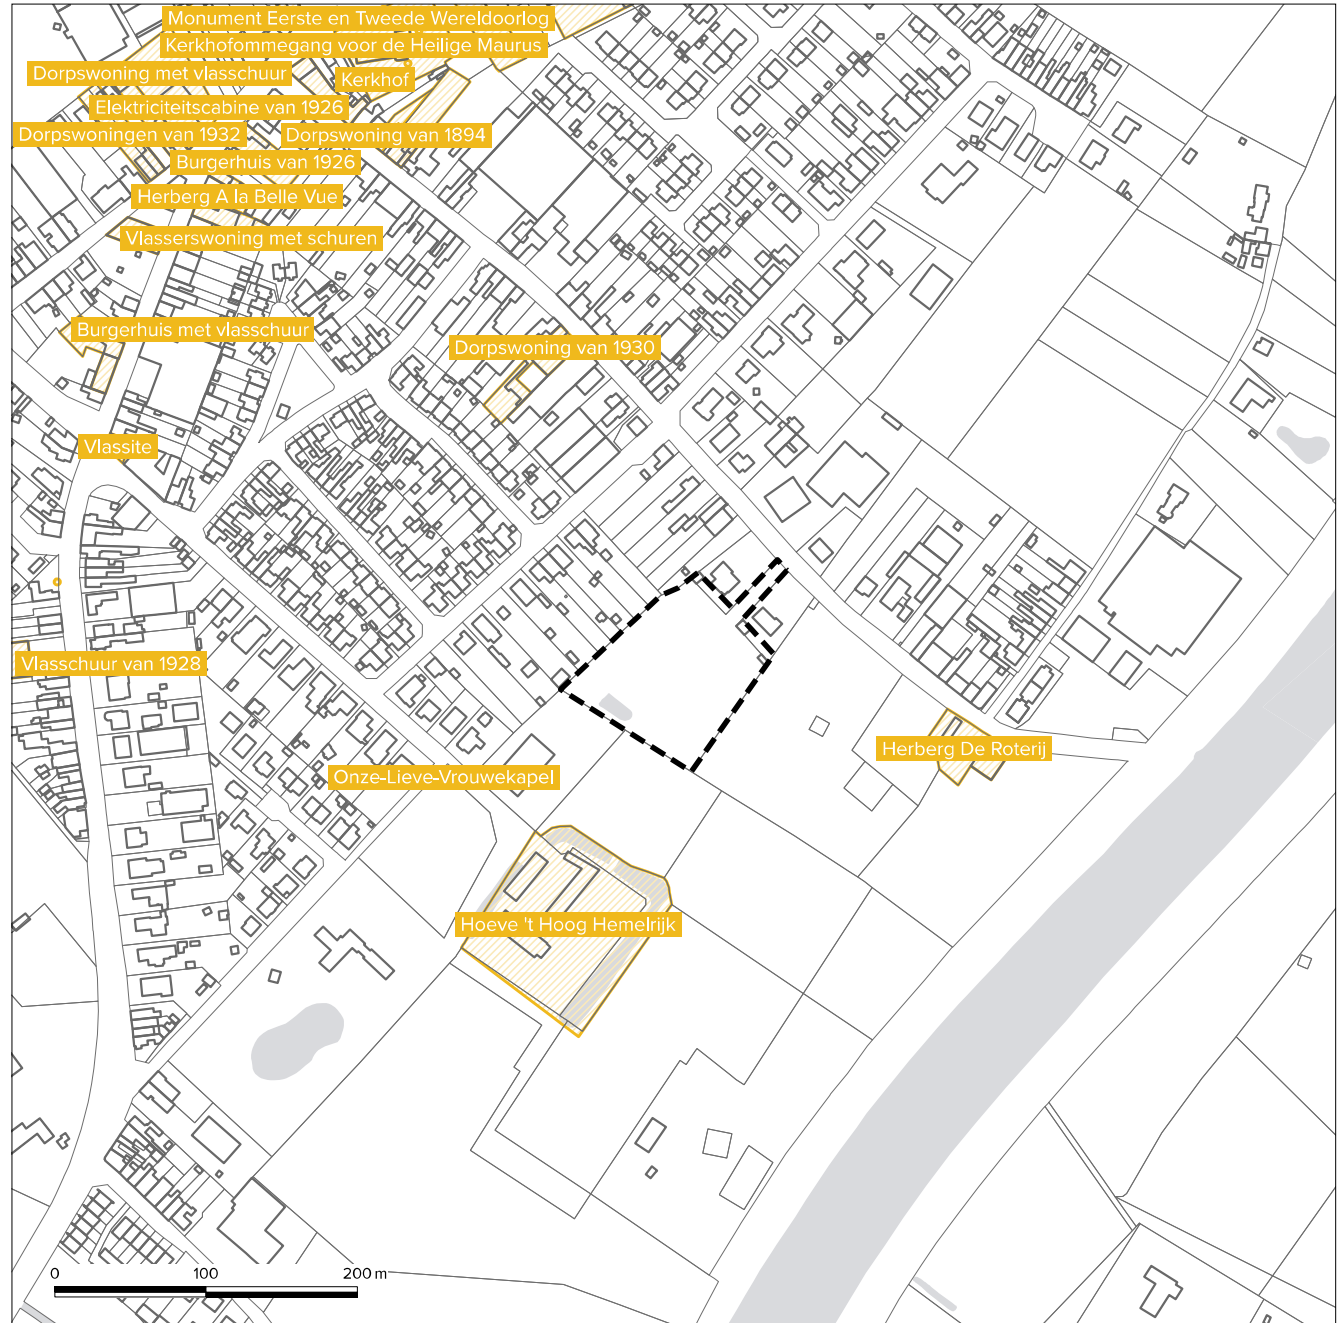 Monument Eerste en Tweede Wereldoorlog
Kerkhofommegang voor de Heilige Maurus
Dorpswoning met vlasschuur
Kerkhof
Elektriciteitscabine van 1926
Dorpswoningen van 1932
Dorpswoning van 1894
Burgerhuis van 1926
Herberg A la Belle Vue
Vlasserswoning met schuren
Burgerhuis met vlasschuur
Dorpswoning van 1930
Vlassite
Vlasschuur van 1928
Herberg De Roterij
Onze-Lieve-Vrouwekapel
Hoeve 't Hoog Hemelrijk
0 100 200 m